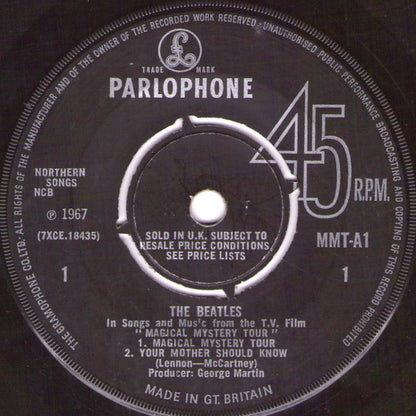 THE GRAMOPHONE CO. LTD. ALL RIGHTS OF THE MANUFACTURER AND OF THE OWNER OF THE RECORDED WORK RESERVED · UNAUTHORISED PUBLIC PERFORMANCE BROADCASTING AND COPYING OF THIS RECORD PROHIBITED
£
TRADE MARK
PARLOPHONE
45 R.P.M.
NORTHERN
SONGS
NCB
℗ 1967
(7XCE.18435)
1
SOLD IN U.K. SUBJECT TO
RESALE PRICE CONDITIONS,
SEE PRICE LISTS
MMT-A1
1
THE BEATLES
In Songs and Music from the T.V. Film
" MAGICAL MYSTERY TOUR "
1. MAGICAL MYSTERY TOUR
2. YOUR MOTHER SHOULD KNOW
(Lennon—McCartney)
Producer: George Martin
MADE IN GT. BRITAIN